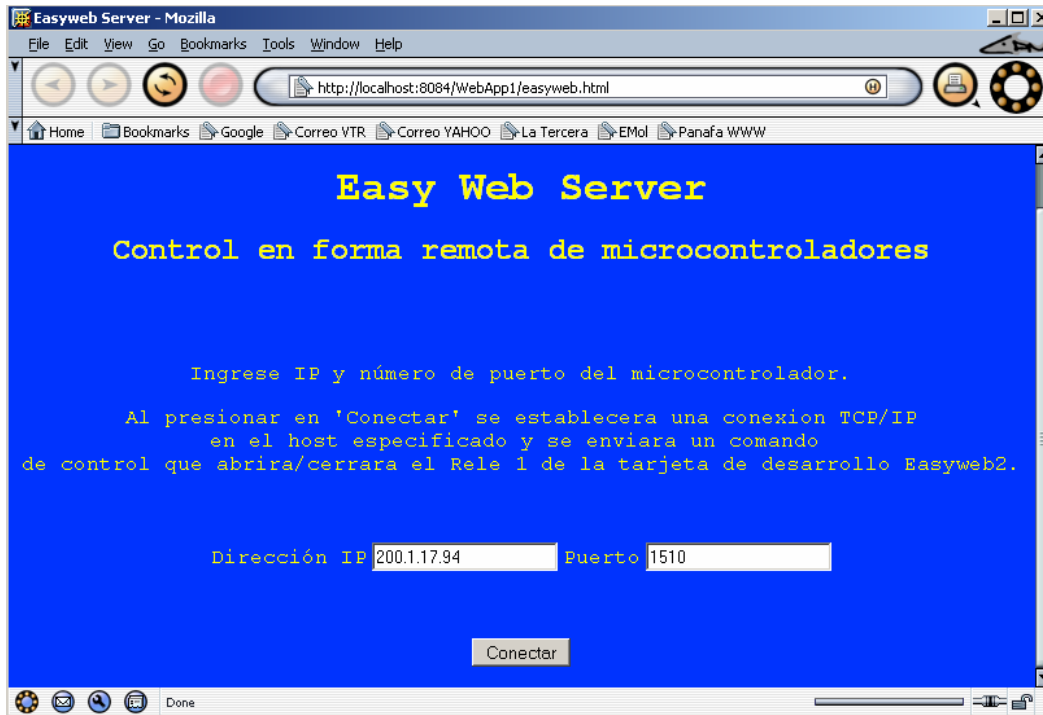 Easyweb Server - Mozilla
File Edit View Go Bookmarks Tools Window Help
http://localhost:8084/WebApp1/easyweb.html
Home Bookmarks Google Correo VTR Correo YAHOO La Tercera EMol Panafa WWW
Easy Web Server
Control en forma remota de microcontroladores
Ingrese IP y número de puerto del microcontrolador.
Al presionar en 'Conectar' se establecera una conexion TCP/IP
en el host especificado y se enviara un comando
de control que abrira/cerrara el Rele 1 de la tarjeta de desarrollo Easyweb2.
Dirección IP 200.1.17.94 Puerto 1510
Conectar
Done